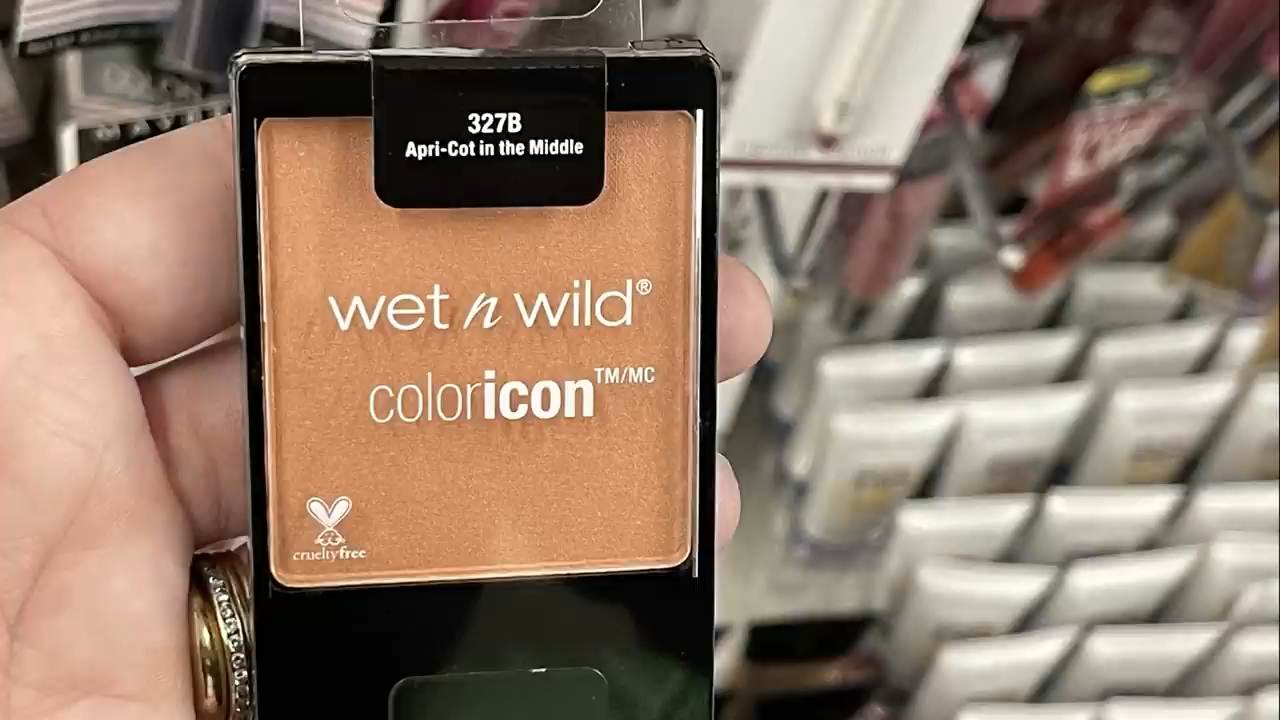 327B
Apri-Cot in the Middle
wet n wild®
coloricon™/MC
crueltyfree